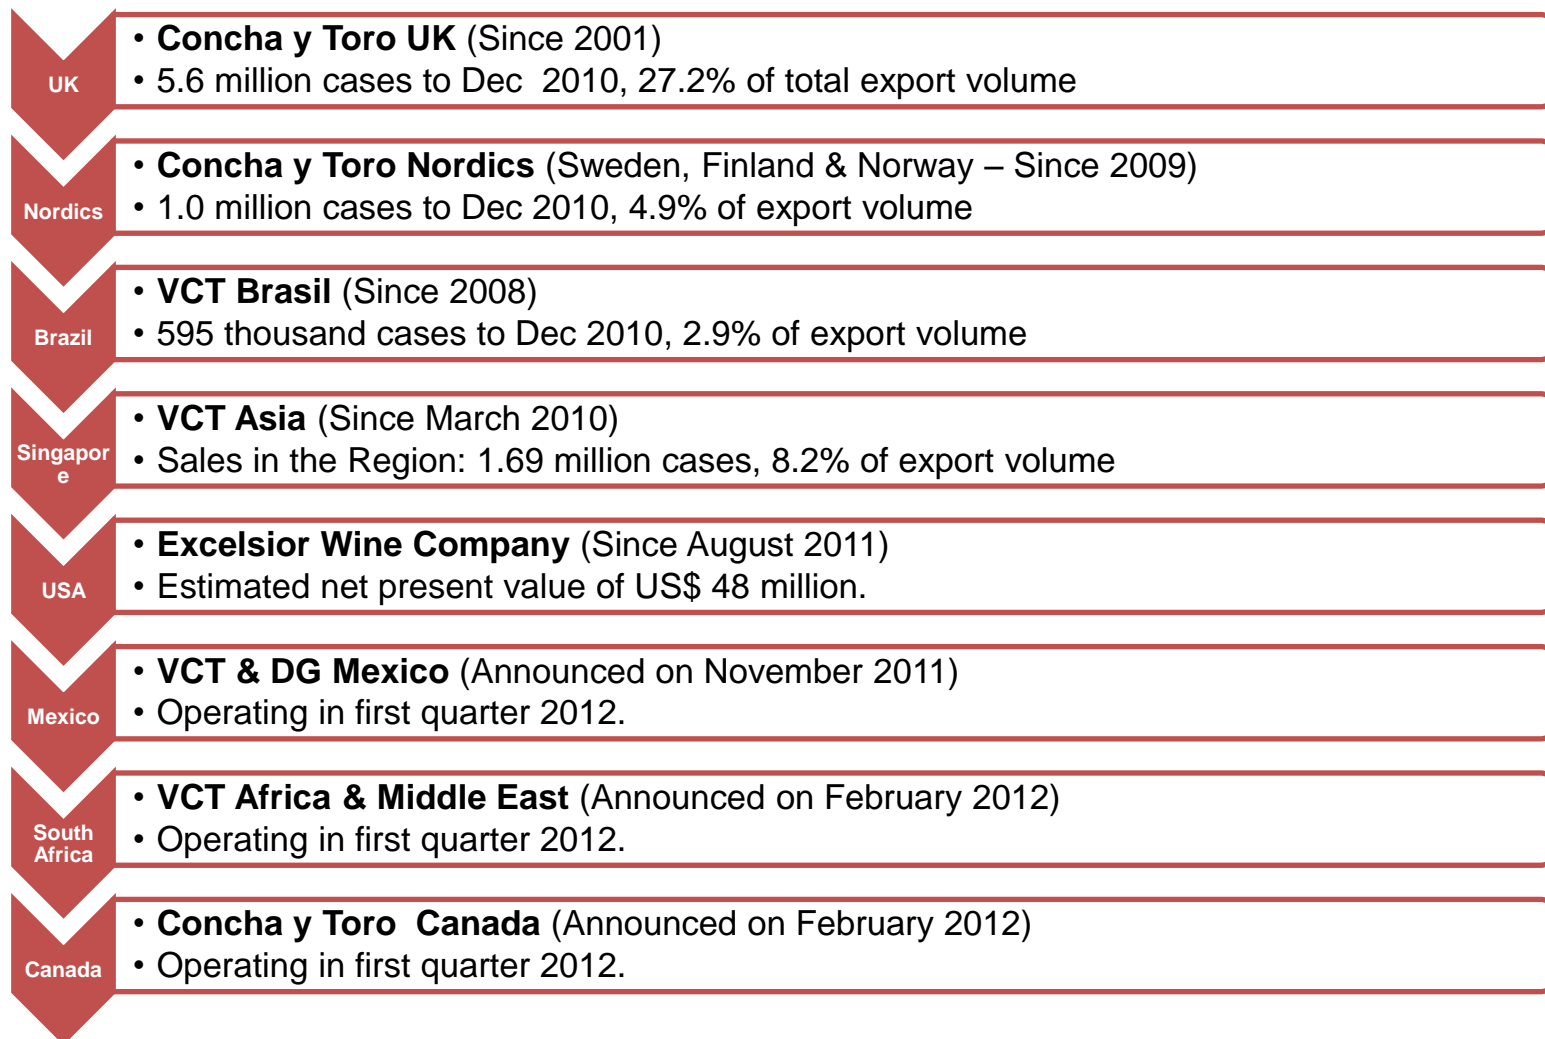 UK
• Concha y Toro UK (Since 2001)
• 5.6 million cases to Dec  2010, 27.2% of total export volume
Nordics
• Concha y Toro Nordics (Sweden, Finland & Norway – Since 2009)
• 1.0 million cases to Dec 2010, 4.9% of export volume
Brazil
• VCT Brasil (Since 2008)
• 595 thousand cases to Dec 2010, 2.9% of export volume
Singapor
e
• VCT Asia (Since March 2010)
• Sales in the Region: 1.69 million cases, 8.2% of export volume
USA
• Excelsior Wine Company (Since August 2011)
• Estimated net present value of US$ 48 million.
Mexico
• VCT & DG Mexico (Announced on November 2011)
• Operating in first quarter 2012.
South
Africa
• VCT Africa & Middle East (Announced on February 2012)
• Operating in first quarter 2012.
Canada
• Concha y Toro  Canada (Announced on February 2012)
• Operating in first quarter 2012.